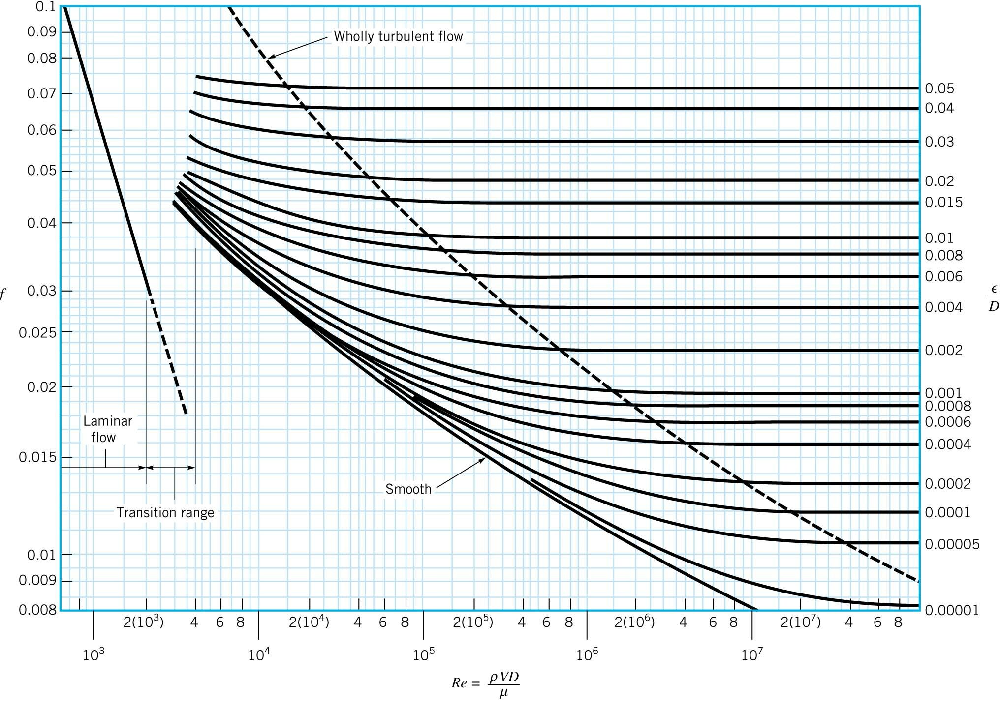 0.1
0.09
0.08
0.07
0.06
0.05
0.04
0.03
0.025
0.02
0.015
0.01
0.009
0.008
f
Wholly turbulent flow
Laminar
flow
Transition range
Smooth
0.05
0.04
0.03
0.02
0.015
0.01
0.008
0.006
0.004
0.002
0.001
0.0008
0.0006
0.0004
0.0002
0.0001
0.00005
0.00001
ϵ
D
2(10³) 4 6 8 2(10⁴) 4 6 8 2(10⁵) 4 6 8 2(10⁶) 4 6 8 2(10⁷) 4 6 8
10³ 10⁴ 10⁵ 10⁶ 10⁷
Re = ρVD
μ